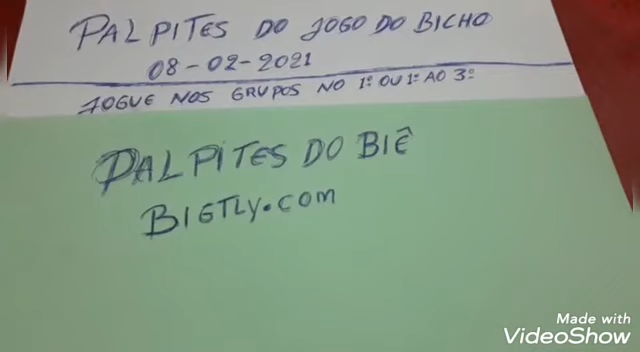 PALPITES DO JOGO DO BICHO
08-02-2021
JOGUE NOS GRUPOS NO 1º OU 1º AO 3º
PALPITES DO BIÊ
BIGTLY.COM
Made with
VideoShow